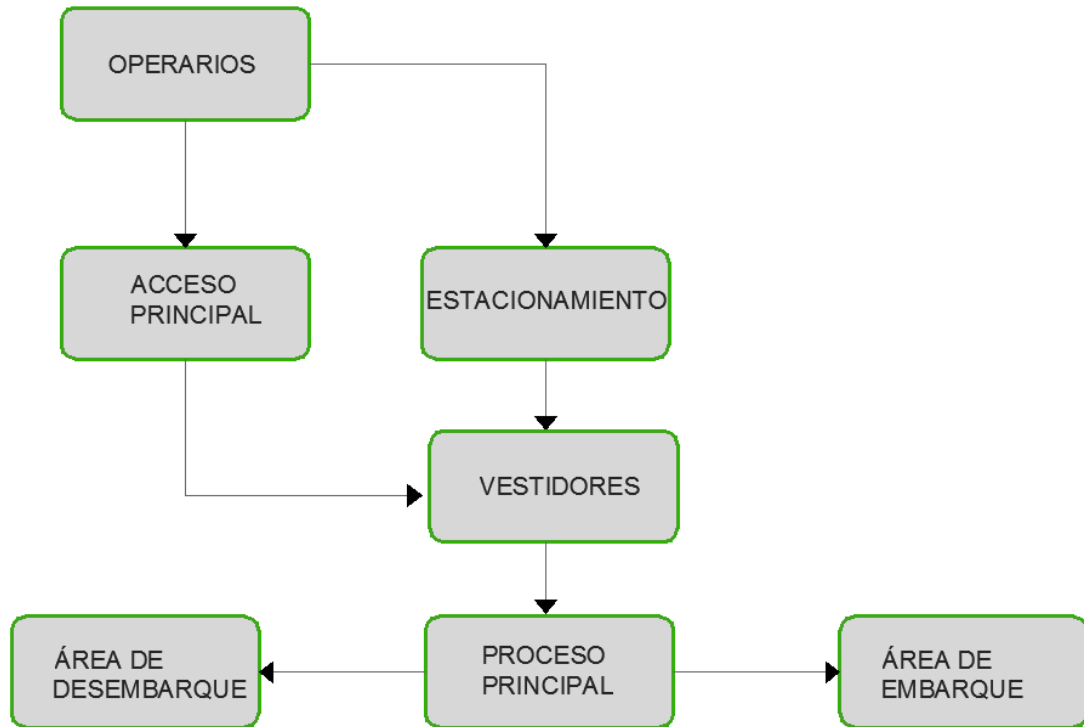 OPERARIOS
ACCESO
PRINCIPAL
ESTACIONAMIENTO
VESTIDORES
ÁREA DE
DESEMBARQUE
PROCESO
PRINCIPAL
ÁREA DE
EMBARQUE